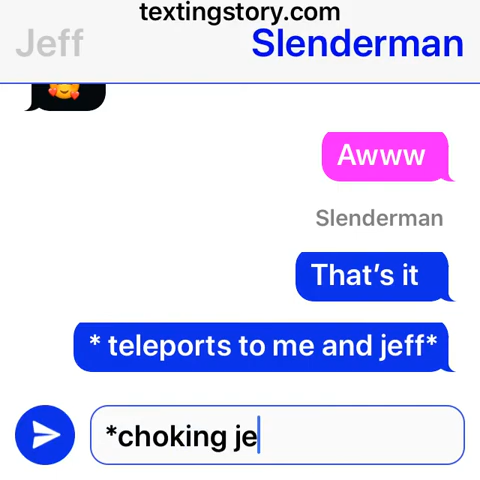 textingstory.com
Jeff
Slenderman
Awww
Slenderman
That’s it
* teleports to me and jeff*
*choking je